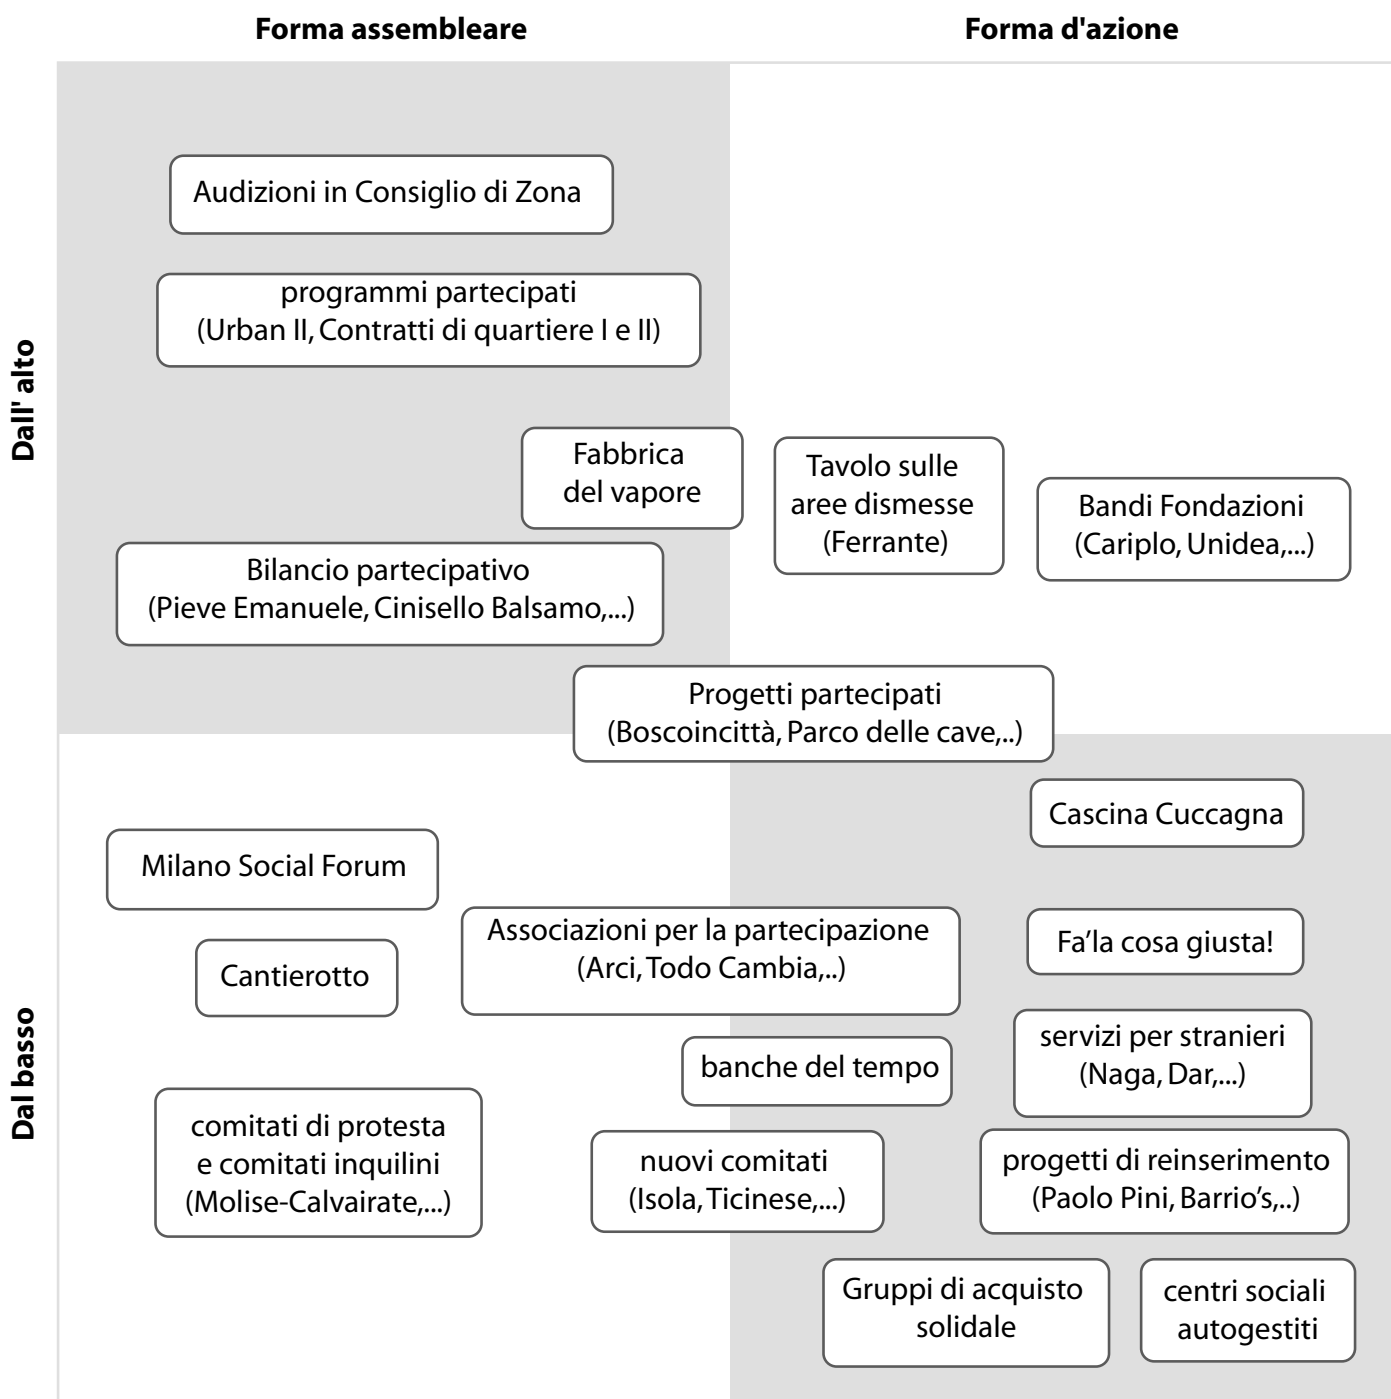 Forma assembleare
Forma d'azione
Dall' alto
Audizioni in Consiglio di Zona
programmi partecipati
(Urban II, Contratti di quartiere I e II)
Fabbrica
del vapore
Tavolo sulle
aree dismesse
(Ferrante)
Bandi Fondazioni
(Cariplo, Unidea,...)
Bilancio partecipativo
(Pieve Emanuele, Cinisello Balsamo,...)
Progetti partecipati
(Boscoincittà, Parco delle cave,..)
Dal basso
Cascina Cuccagna
Milano Social Forum
Associazioni per la partecipazione
(Arci, Todo Cambia,..)
Fa'la cosa giusta!
Cantierotto
servizi per stranieri
(Naga, Dar,...)
banche del tempo
comitati di protesta
e comitati inquilini
(Molise-Calvairate,...)
nuovi comitati
(Isola, Ticinese,...)
progetti di reinserimento
(Paolo Pini, Barrio's,..)
Gruppi di acquisto
solidale
centri sociali
autogestiti